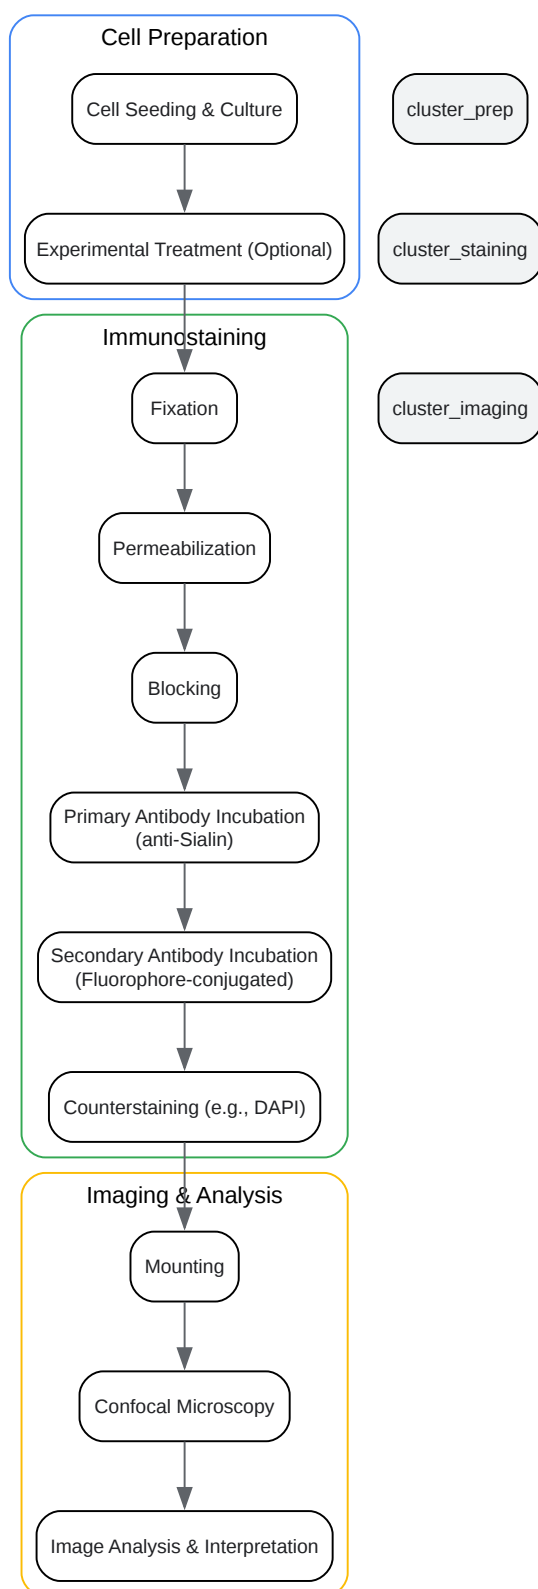 Cell Preparation
Cell Seeding & Culture
cluster_prep
Experimental Treatment (Optional)
cluster_staining
Immunostaining
Fixation
cluster_imaging
Permeabilization
Blocking
Primary Antibody Incubation
(anti-Sialin)
Secondary Antibody Incubation
(Fluorophore-conjugated)
Counterstaining (e.g., DAPI)
Imaging & Analysis
Mounting
Confocal Microscopy
Image Analysis & Interpretation